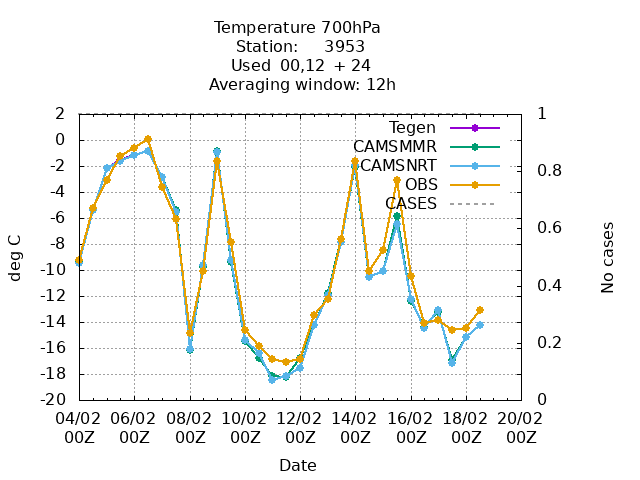 Temperature 700hPa
Station: 3953
Used 00,12 + 24
Averaging window: 12h
2
0
-2
-4
-6
-8
-10
-12
-14
-16
-18
-20
deg C
1
0.8
0.6
0.4
0.2
0
No cases
Tegen
CAMSMMR
CAMSNRT
OBS
CASES
04/02 06/02 08/02 10/02 12/02 14/02 16/02 18/02 20/02
00Z 00Z 00Z 00Z 00Z 00Z 00Z 00Z 00Z
Date